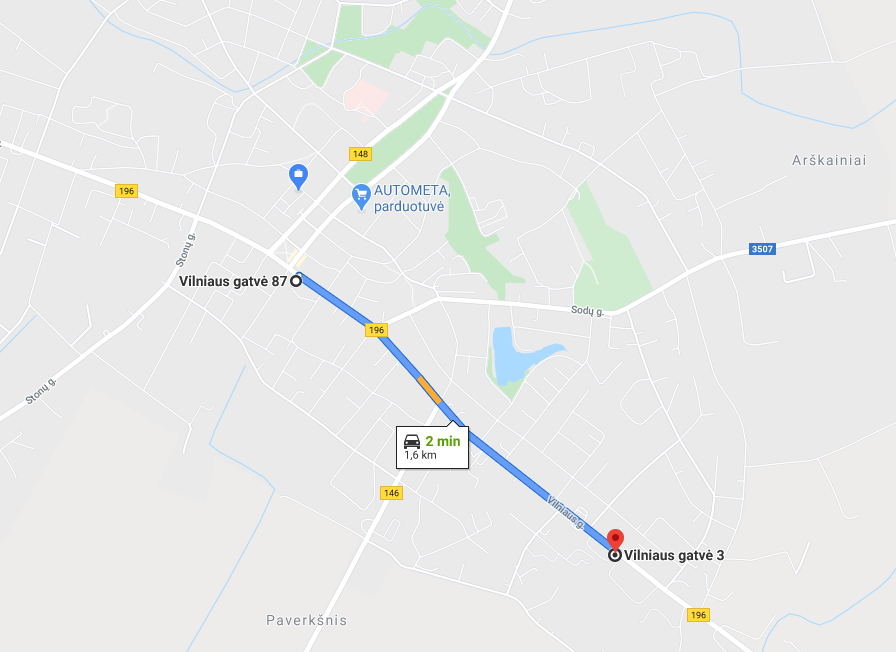 148
Arškainiai
196
AUTOMETA,
parduotuvė
Stonų g.
3507
Vilniaus gatvė 87
Sodų g.
196
Stonų g.
2 min
1,6 km
146
Vilniaus g.
Vilniaus gatvė 3
196
Paverkšnis